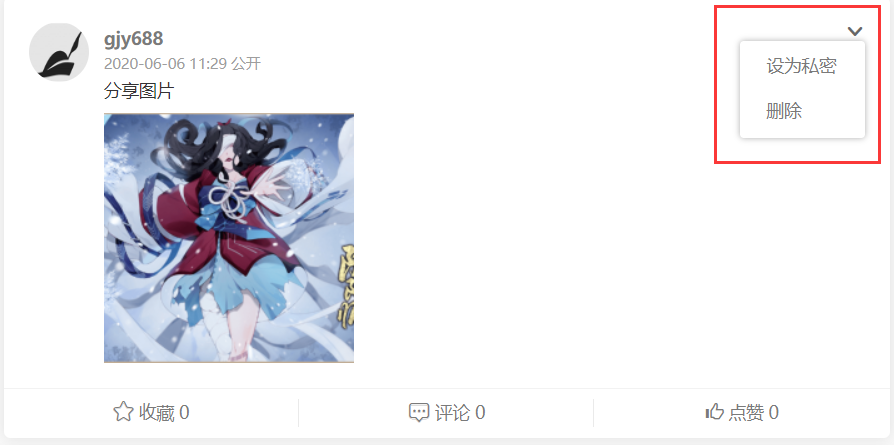 gjy688
2020-06-06 11:29 公开
分享图片
设为私密
删除
收藏 0
评论 0
点赞 0